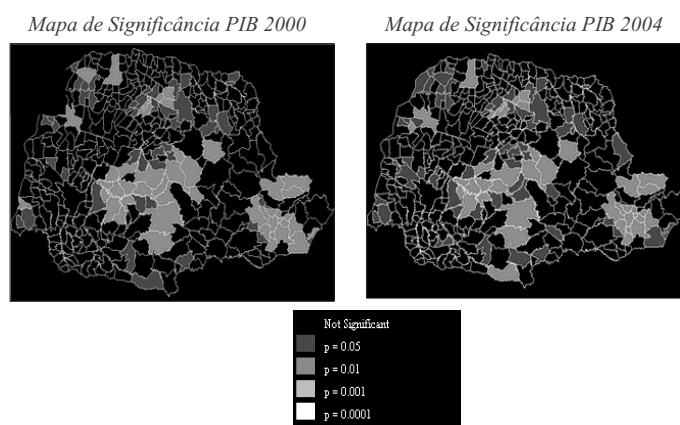 Mapa de Significância PIB 2000
Mapa de Significância PIB 2004
Not Significant
p = 0.05
p = 0.01
p = 0.001
p = 0.0001